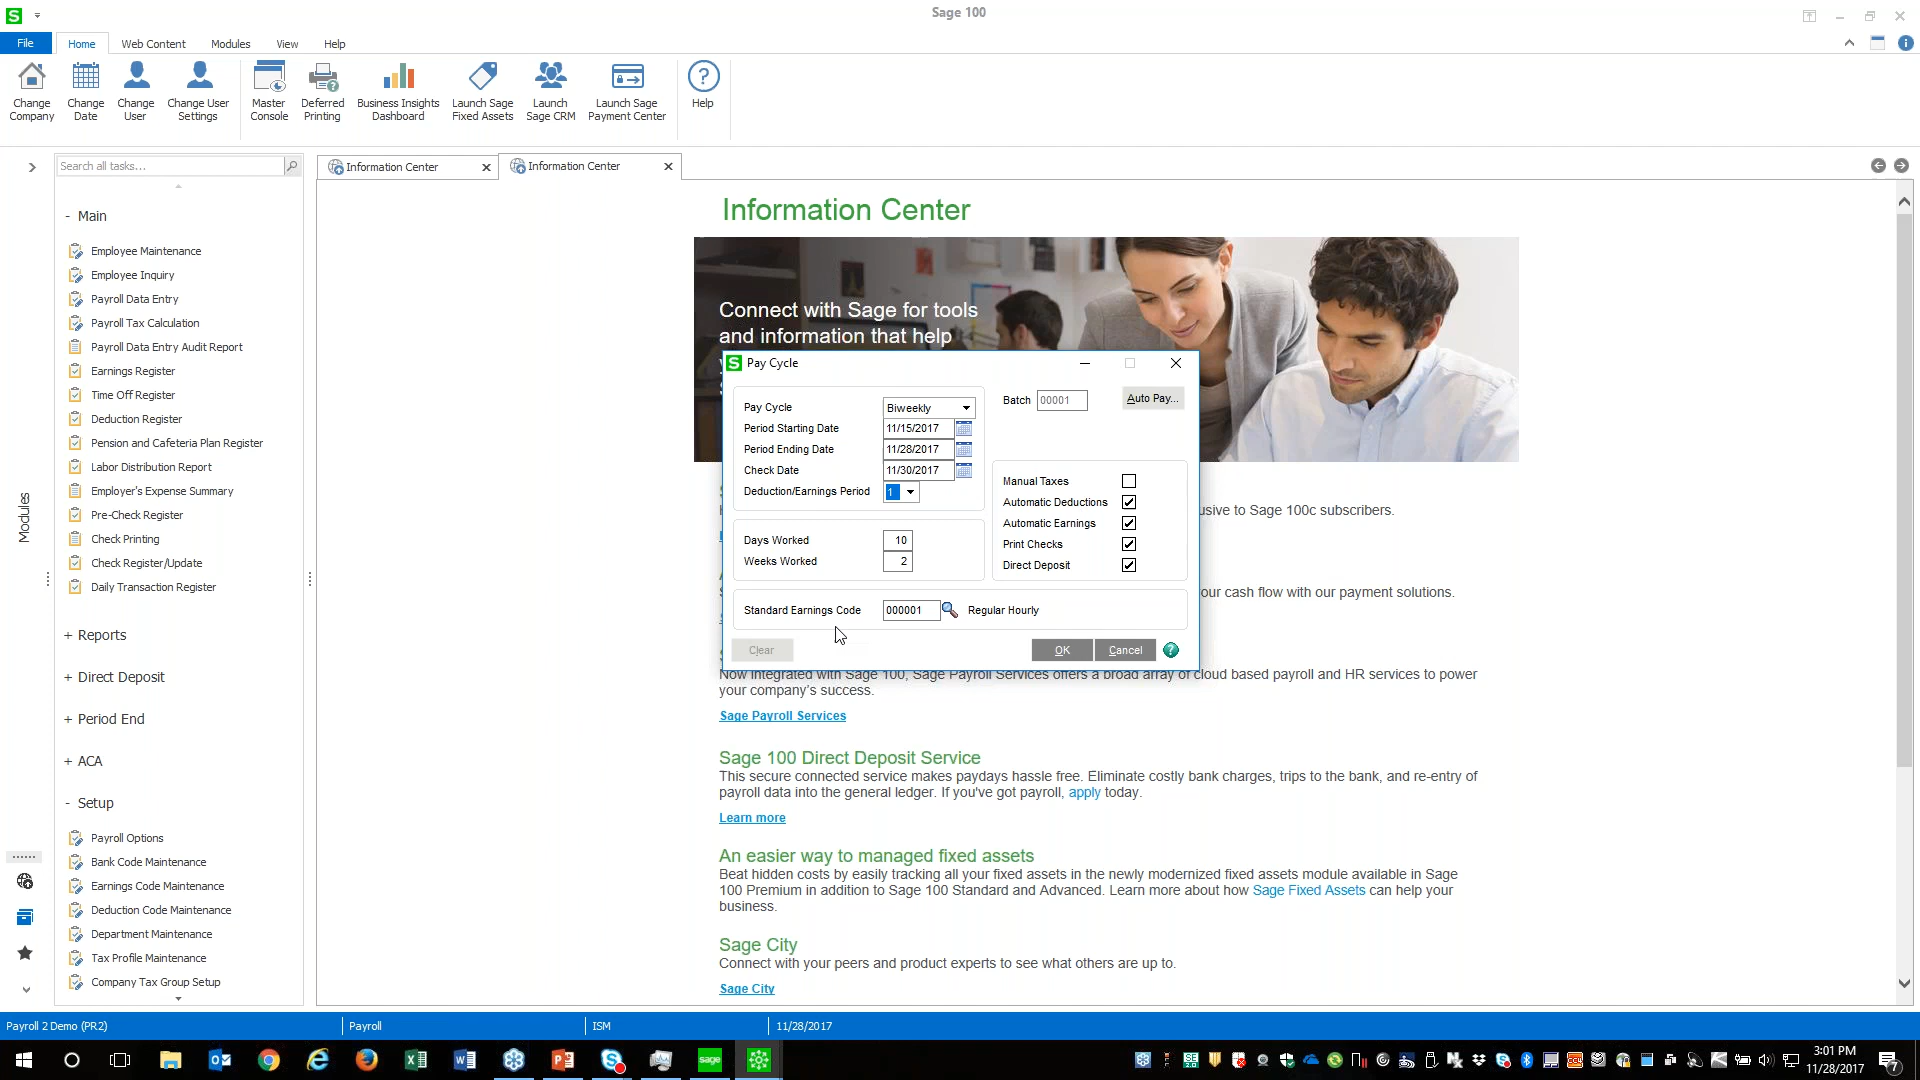 Sage 100
File
Home
Web Content
Modules
View
Help
Change
Company
Change
Date
Change
User
Change User
Settings
Master
Console
Deferred
Printing
Business Insights
Dashboard
Launch Sage
Fixed Assets
Launch
Sage CRM
Launch Sage
Payment Center
Help
Search all tasks...
Information Center
Information Center
Modules
- Main
Employee Maintenance
Employee Inquiry
Payroll Data Entry
Payroll Tax Calculation
Payroll Data Entry Audit Report
Earnings Register
Time Off Register
Deduction Register
Pension and Cafeteria Plan Register
Labor Distribution Report
Employer's Expense Summary
Pre-Check Register
Check Printing
Check Register/Update
Daily Transaction Register
+ Reports
+ Direct Deposit
+ Period End
+ ACA
- Setup
Payroll Options
Bank Code Maintenance
Earnings Code Maintenance
Deduction Code Maintenance
Department Maintenance
Tax Profile Maintenance
Company Tax Group Setup
Information Center
Connect with Sage for tools
and information that help
Pay Cycle
Pay Cycle
Biweekly
Period Starting Date
11/15/2017
Period Ending Date
11/28/2017
Check Date
11/30/2017
Deduction/Earnings Period
1
Batch
00001
Auto Pay...
Manual Taxes
Automatic Deductions
Automatic Earnings
Print Checks
Direct Deposit
Days Worked
10
Weeks Worked
2
Standard Earnings Code
000001
Regular Hourly
Clear
OK
Cancel
usive to Sage 100c subscribers.
our cash flow with our payment solutions.
Now integrated with Sage 100, Sage Payroll Services offers a broad array of cloud based payroll and HR services to power
your company's success.
Sage Payroll Services
Sage 100 Direct Deposit Service
This secure connected service makes paydays hassle free. Eliminate costly bank charges, trips to the bank, and re-entry of
payroll data into the general ledger. If you've got payroll, apply today.
Learn more
An easier way to managed fixed assets
Beat hidden costs by easily tracking all your fixed assets in the newly modernized fixed assets module available in Sage
100 Premium in addition to Sage 100 Standard and Advanced. Learn more about how Sage Fixed Assets can help your
business.
Sage City
Connect with your peers and product experts to see what others are up to.
Sage City
Payroll 2 Demo (PR2)
Payroll
ISM
11/28/2017
sage
3:01 PM
11/28/2017
7